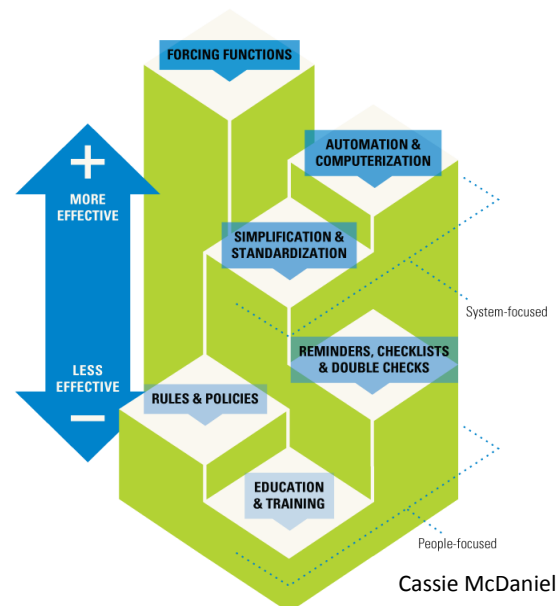 FORCING FUNCTIONS
AUTOMATION &
COMPUTERIZATION
+
MORE
EFFECTIVE
SIMPLIFICATION &
STANDARDIZATION
System-focused
REMINDERS, CHECKLISTS
& DOUBLE CHECKS
LESS
EFFECTIVE
–
RULES & POLICIES
EDUCATION
& TRAINING
People-focused
Cassie McDaniel